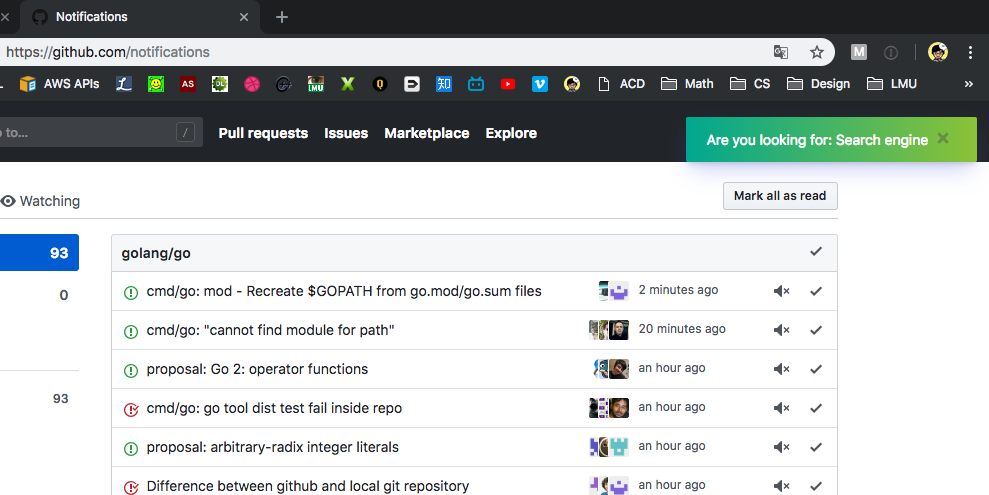 Notifications
https://github.com/notifications
M
AWS APIs
AS
LMU
知
ACD
Math
CS
Design
LMU
»
to...
/
Pull requests
Issues
Marketplace
Explore
Are you looking for: Search engine
Watching
Mark all as read
93
golang/go
0
cmd/go: mod - Recreate $GOPATH from go.mod/go.sum files
2 minutes ago
cmd/go: "cannot find module for path"
20 minutes ago
proposal: Go 2: operator functions
an hour ago
93
cmd/go: go tool dist test fail inside repo
an hour ago
proposal: arbitrary-radix integer literals
an hour ago
Difference between github and local git repository
an hour ago